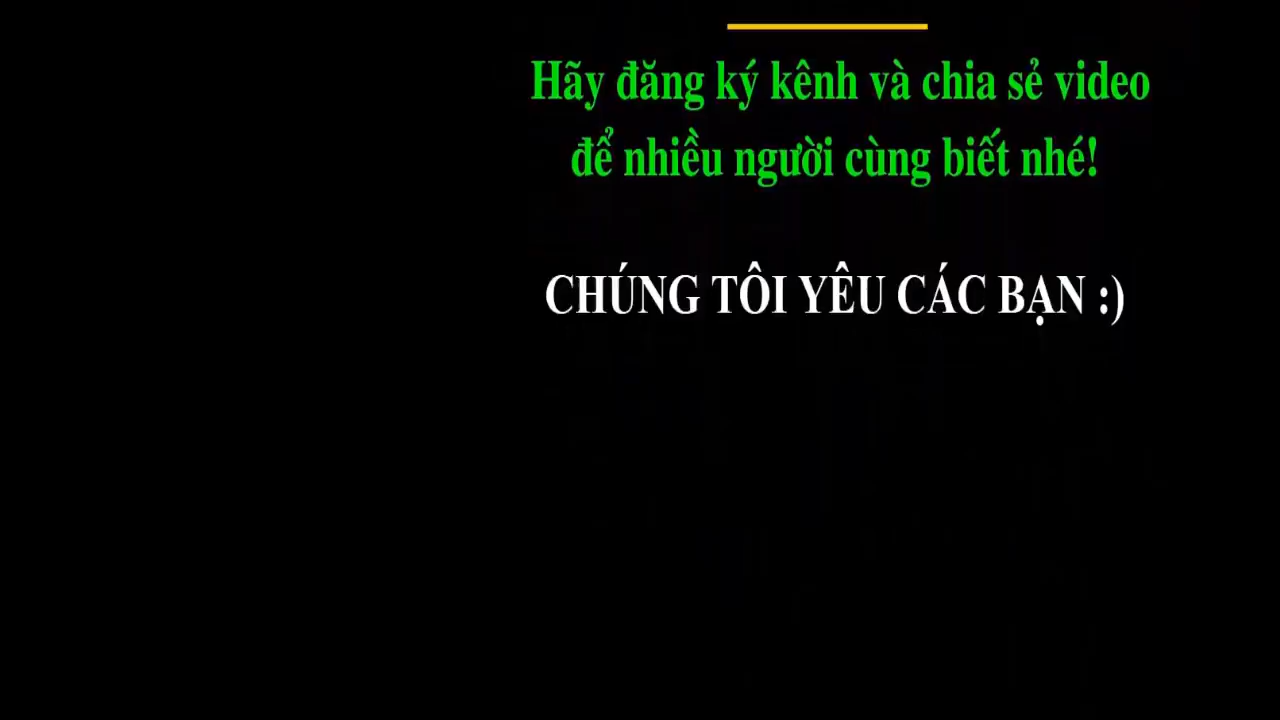 Hãy đăng ký kênh và chia sẻ video
để nhiều người cùng biết nhé!
CHÚNG TÔI YÊU CÁC BẠN :)